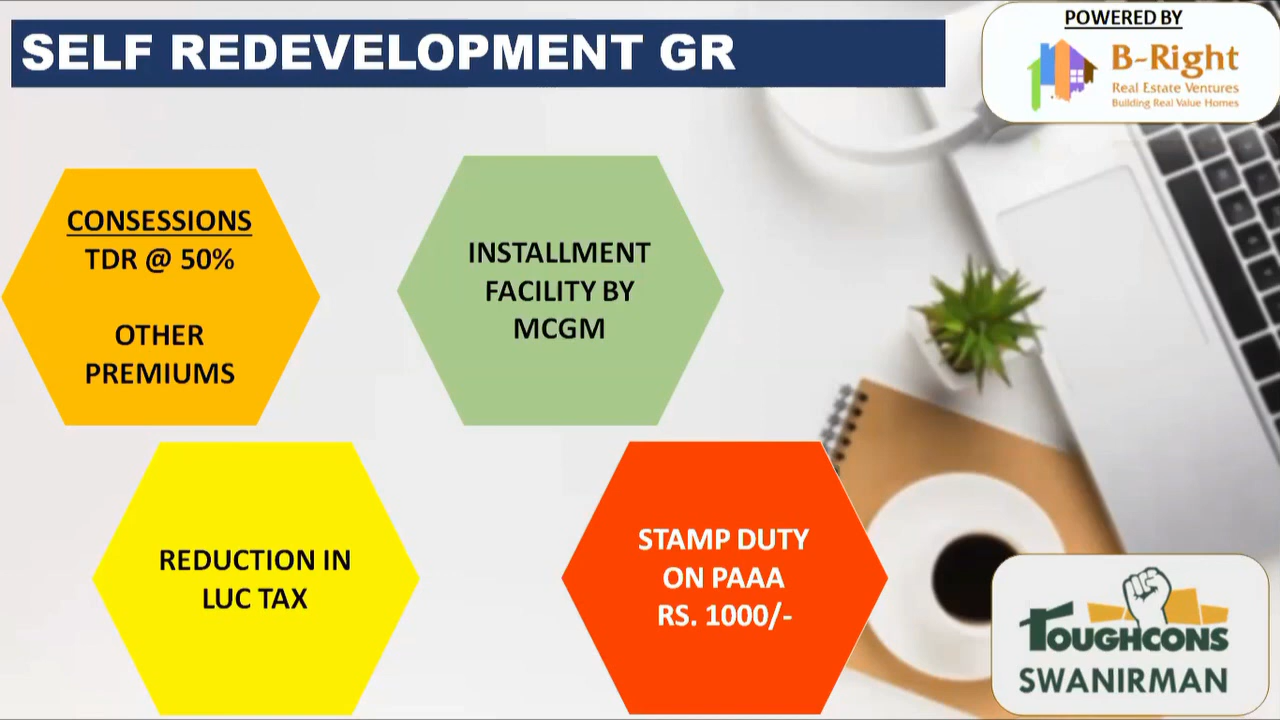 SELF REDEVELOPMENT GR
POWERED BY
B-Right
Real Estate Ventures
Building Real Value Homes
CONSESSIONS
TDR @ 50%
OTHER
PREMIUMS
INSTALLMENT
FACILITY BY
MCGM
REDUCTION IN
LUC TAX
STAMP DUTY
ON PAAA
RS. 1000/-
TOUGHCONS
SWANIRMAN